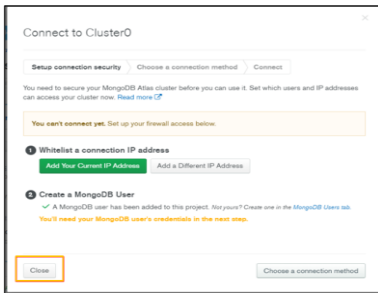 Connect to Cluster0
Setup connection security
Choose a connection method
Connect
You need to secure your MongoDB Atlas cluster before you can use it. Set which users and IP addresses
can access your cluster now. Read more
You can't connect yet. Set up your firewall access below.
1 Whitelist a connection IP address
Add Your Current IP Address
Add a Different IP Address
2 Create a MongoDB User
✓ A MongoDB user has been added to this project. Not yours? Create one in the MongoDB Users tab.
You'll need your MongoDB user's credentials in the next step.
Close
Choose a connection method